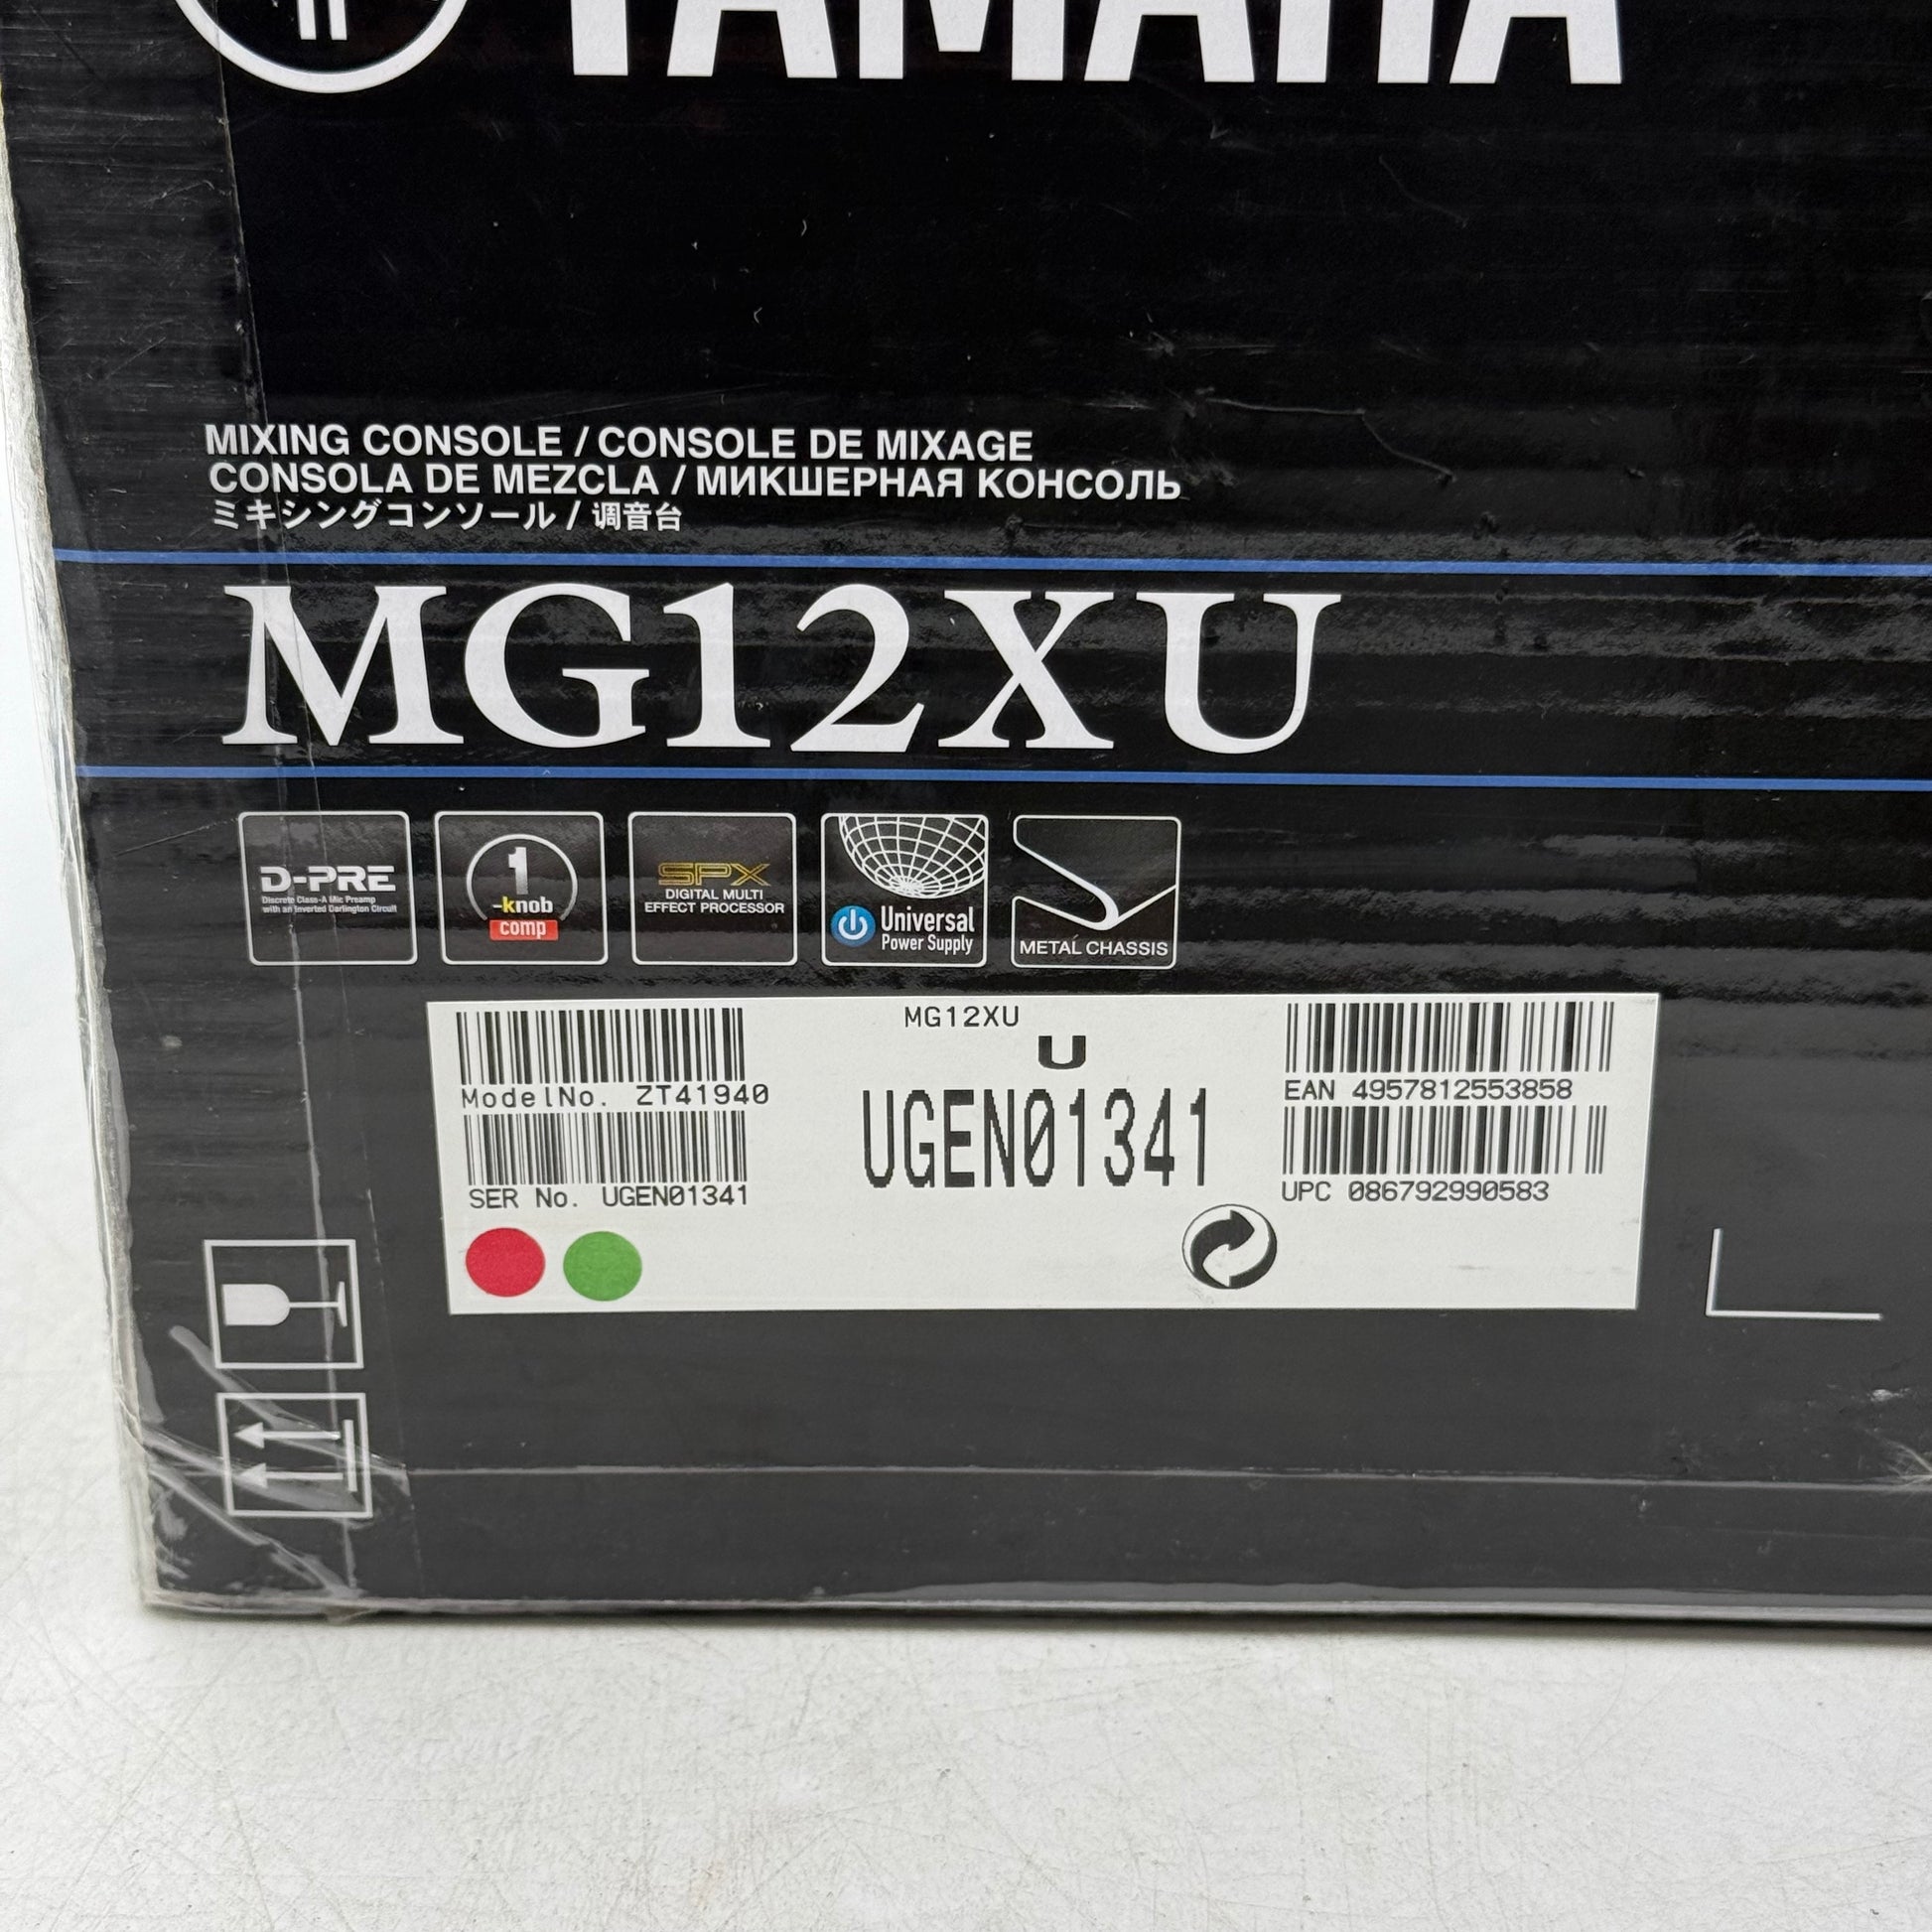 YAMAHA
MIXING CONSOLE / CONSOLE DE MIXAGE
CONSOLA DE MEZCLA / МИКШЕРНАЯ КОНСОЛЬ
ミキシングコンソール / 调音台
MG12XU
D-PRE
Discrete Class-A Mic Preamp
with an Inverted Darlington Circuit
1
-knob
comp
SPX
DIGITAL MULTI
EFFECT PROCESSOR
Universal
Power Supply
METAL CHASSIS
MG12XU
U
ModelNo. ZT41940
UGEN01341
SER No. UGEN01341
EAN 4957812553858
UPC 086792990583